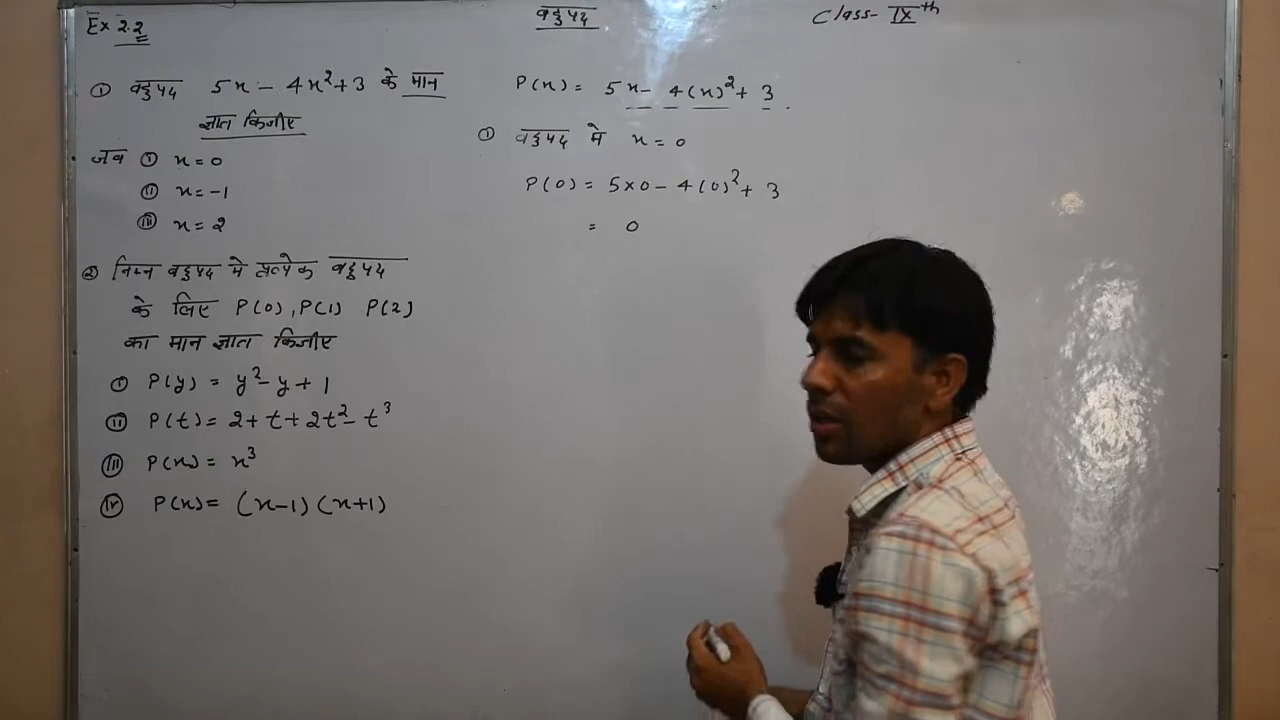 Ex 2.2
बहुपद
Class- IXth
① बहुपद 5x - 4x²+3 के मान
ज्ञात किजीए
जब ① x = 0
ⅱ x = -1
ⅲ x = 2
② निम्न बहुपद मे प्रत्येक बहुपद
के लिए P(0), P(1) P(2)
का मान ज्ञात किजीए
ⅰ P(y) = y² - y + 1
ⅱ P(t) = 2 + t + 2t² - t³
ⅲ P(x) = x³
ⅳ P(x) = (x-1) (x+1)
P(x) = 5x - 4(x)² + 3 .
① बहुपद मे x = 0
P(0) = 5×0 - 4(0)² + 3
= 0